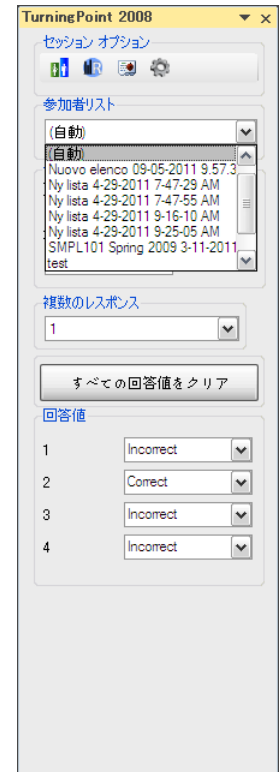 TurningPoint 2008
セッション オプション
参加者リスト
(自動)
(自動)
Nuovo elenco 09-05-2011 9.57.3
Ny lista 4-29-2011 7-47-29 AM
Ny lista 4-29-2011 7-47-55 AM
Ny lista 4-29-2011 9-16-10 AM
Ny lista 4-29-2011 9-25-05 AM
SMPL101 Spring 2009 3-11-2011
test
複数のレスポンス
1
すべての回答値をクリア
回答値
1 Incorrect
2 Correct
3 Incorrect
4 Incorrect